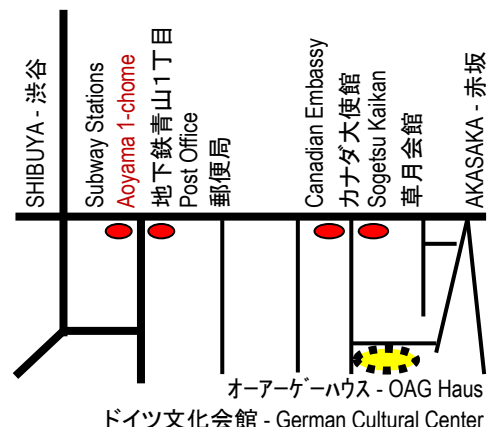 SHIBUYA - 渋谷
Subway Stations
Aoyama 1-chome
地下鉄青山1丁目
Post Office
郵便局
Canadian Embassy
カナダ大使館
Sogetsu Kaikan
草月会館
AKASAKA - 赤坂
オーアーゲーハウス - OAG Haus
ドイツ文化会館 - German Cultural Center